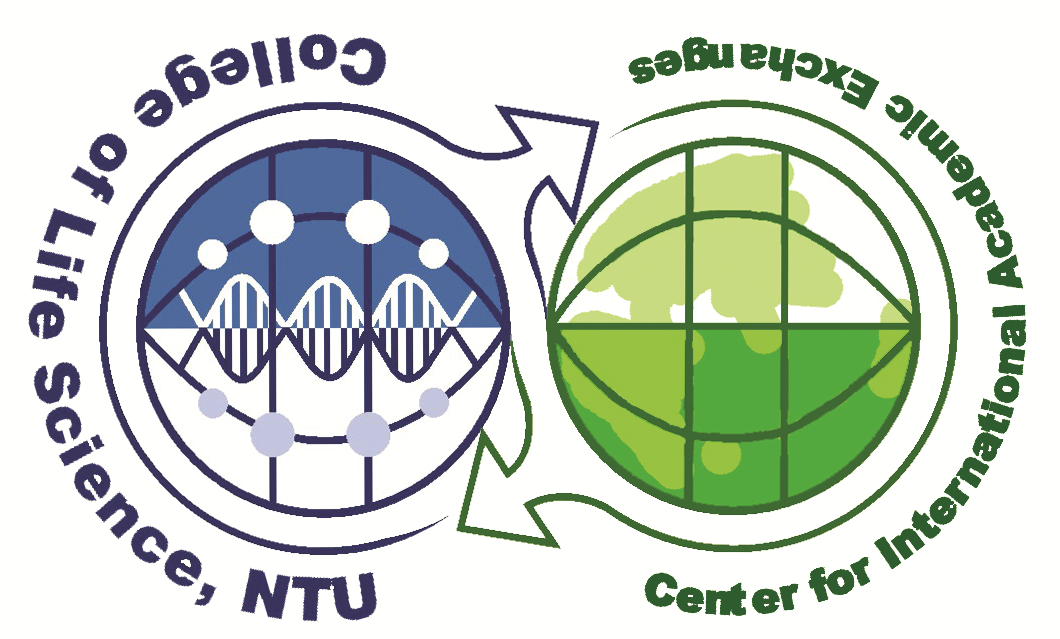 College of Life Science, NTU
Center for International Academic Exchanges